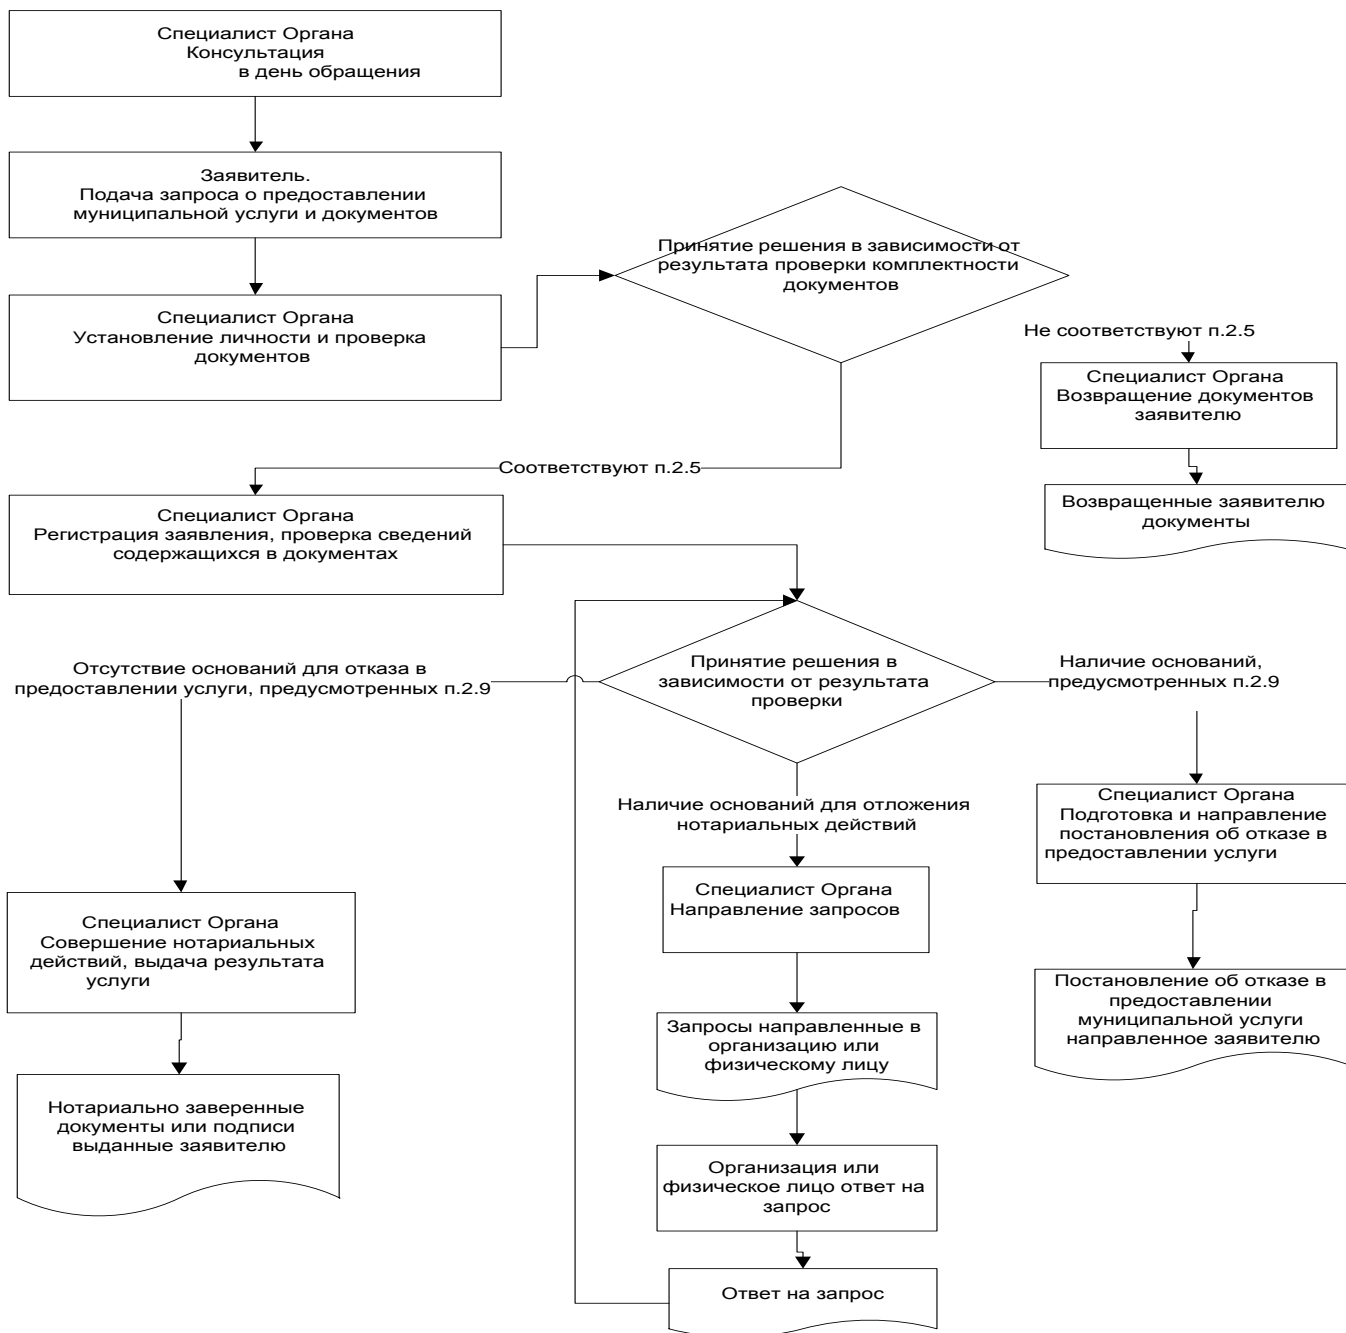 Специалист Органа
Консультация
в день обращения
Заявитель.
Подача запроса о предоставлении
муниципальной услуги и документов
Специалист Органа
Установление личности и проверка
документов
Принятие решения в зависимости от
результата проверки комплектности
документов
Не соответствуют п.2.5
Специалист Органа
Возвращение документов
заявителю
Возвращенные заявителю
документы
Соответствуют п.2.5
Специалист Органа
Регистрация заявления, проверка сведений
содержащихся в документах
Принятие решения в
зависимости от результата
проверки
Отсутствие оснований для отказа в
предоставлении услуги, предусмотренных п.2.9
Наличие оснований,
предусмотренных п.2.9
Наличие оснований для отложения
нотариальных действий
Специалист Органа
Подготовка и направление
постановления об отказе в
предоставлении услуги
Специалист Органа
Направление запросов
Специалист Органа
Совершение нотариальных
действий, выдача результата
услуги
Постановление об отказе в
предоставлении
муниципальной услуги
направленное заявителю
Запросы направленные в
организацию или
физическому лицу
Нотариально заверенные
документы или подписи
выданные заявителю
Организация или
физическое лицо ответ на
запрос
Ответ на запрос